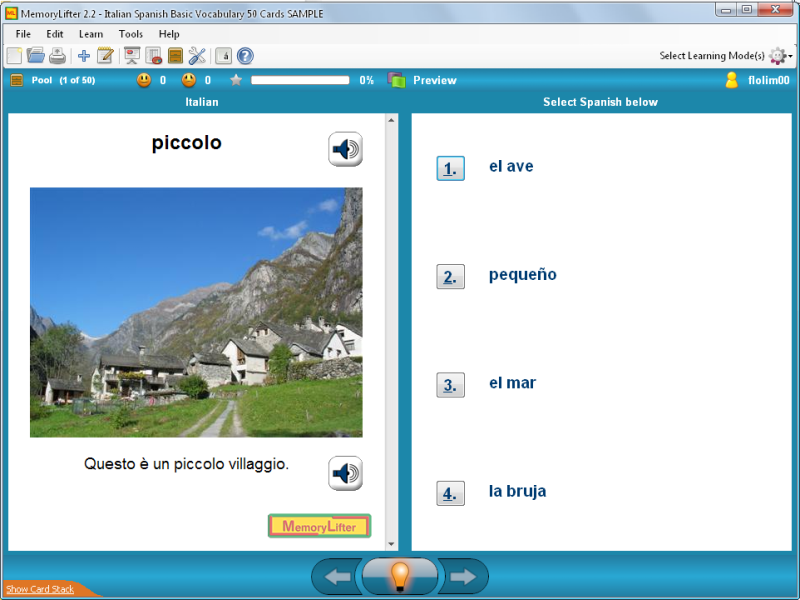 MemoryLifter 2.2 - Italian Spanish Basic Vocabulary 50 Cards SAMPLE
File Edit Learn Tools Help
Select Learning Mode(s)
Pool (1 of 50) 0 0 0% Preview flolim00
Italian
Select Spanish below
piccolo
Questo è un piccolo villaggio.
MemoryLifter
1. el ave
2. pequeño
3. el mar
4. la bruja
Show Card Stack